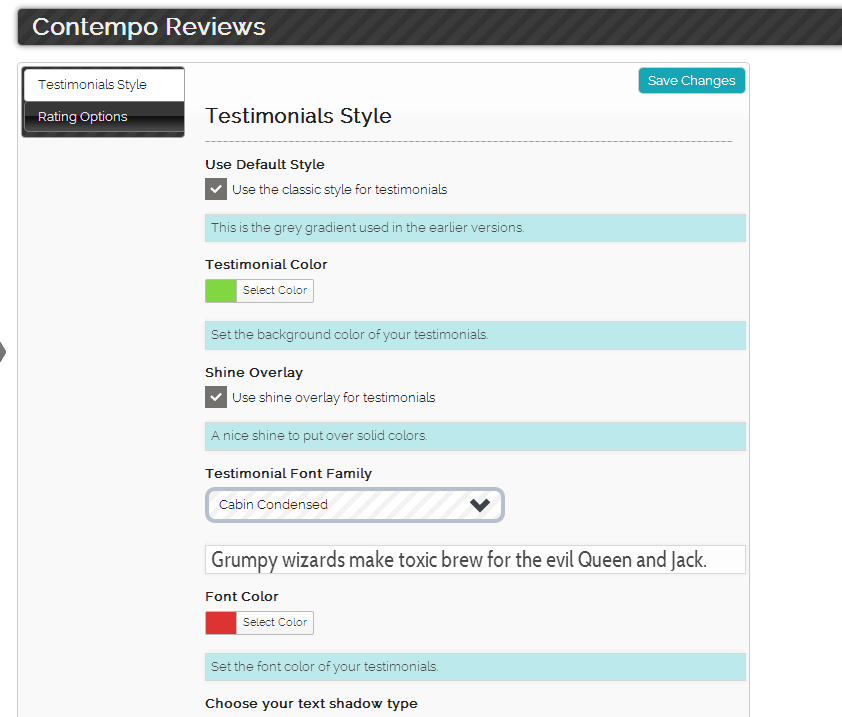 Contempo Reviews
Testimonials Style
Rating Options
Save Changes
Testimonials Style
Use Default Style
Use the classic style for testimonials
This is the grey gradient used in the earlier versions.
Testimonial Color
Select Color
Set the background color of your testimonials.
Shine Overlay
Use shine overlay for testimonials
A nice shine to put over solid colors.
Testimonial Font Family
Cabin Condensed
Grumpy wizards make toxic brew for the evil Queen and Jack.
Font Color
Select Color
Set the font color of your testimonials.
Choose your text shadow type